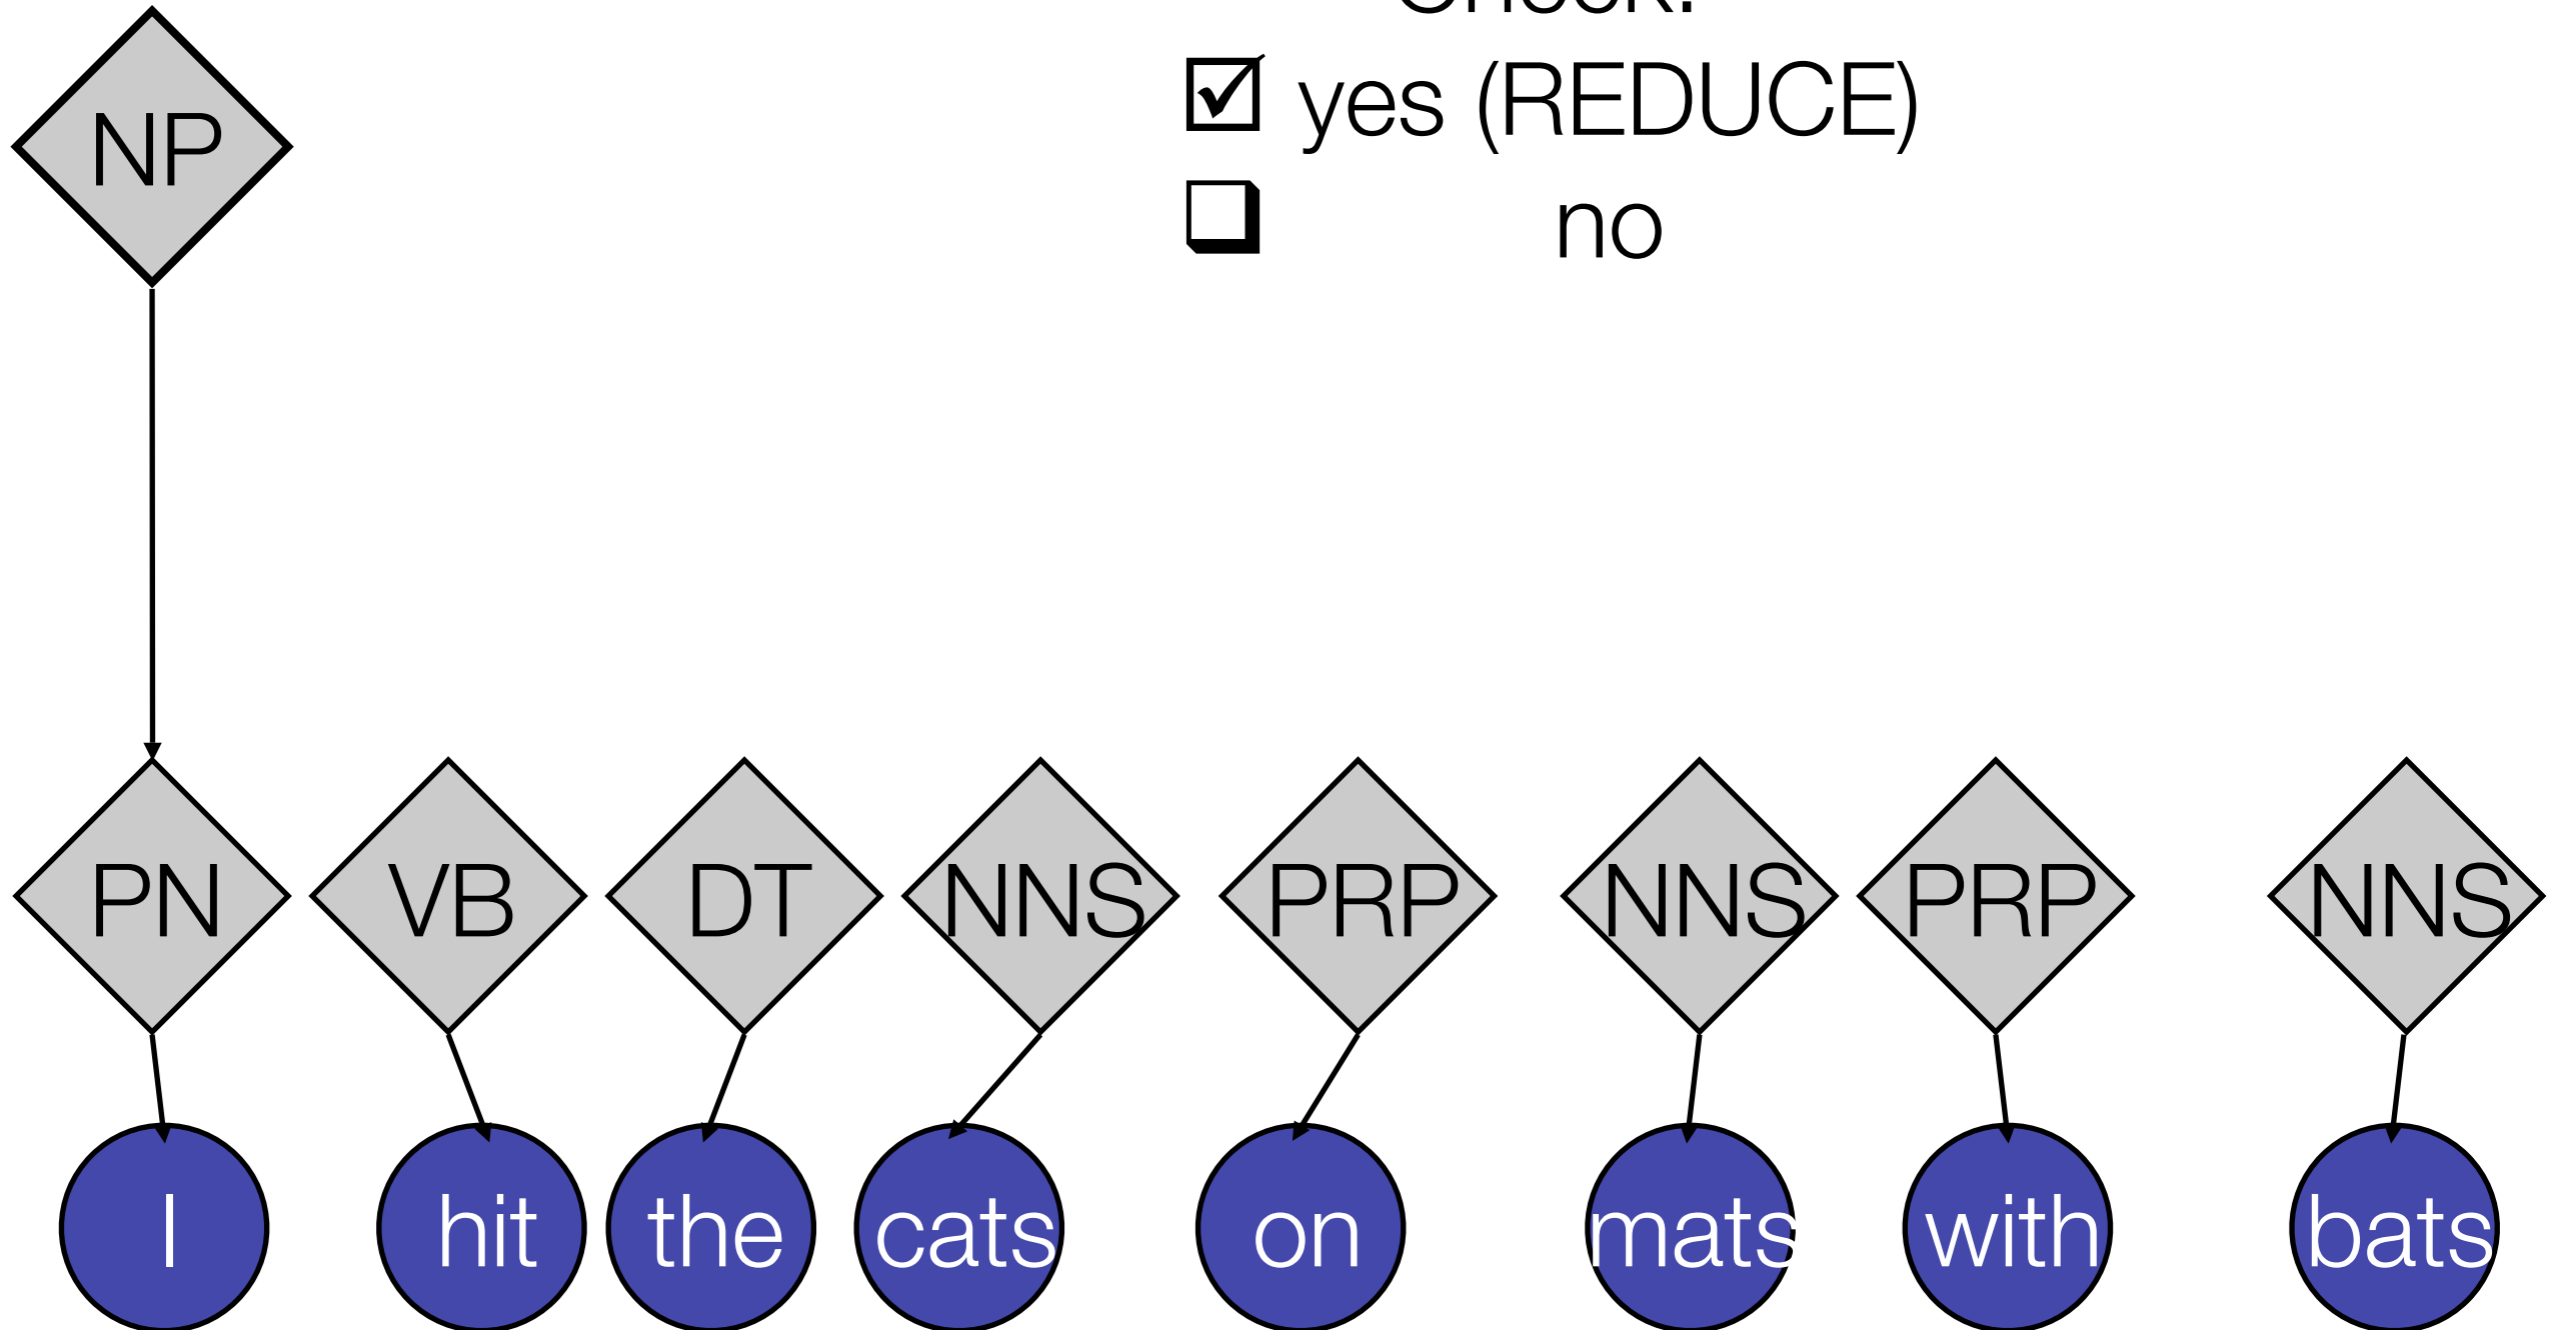 Check:
yes (REDUCE)
no
NP
PN VB DT NNS PRP NNS PRP NNS
I hit the cats on mats with bats